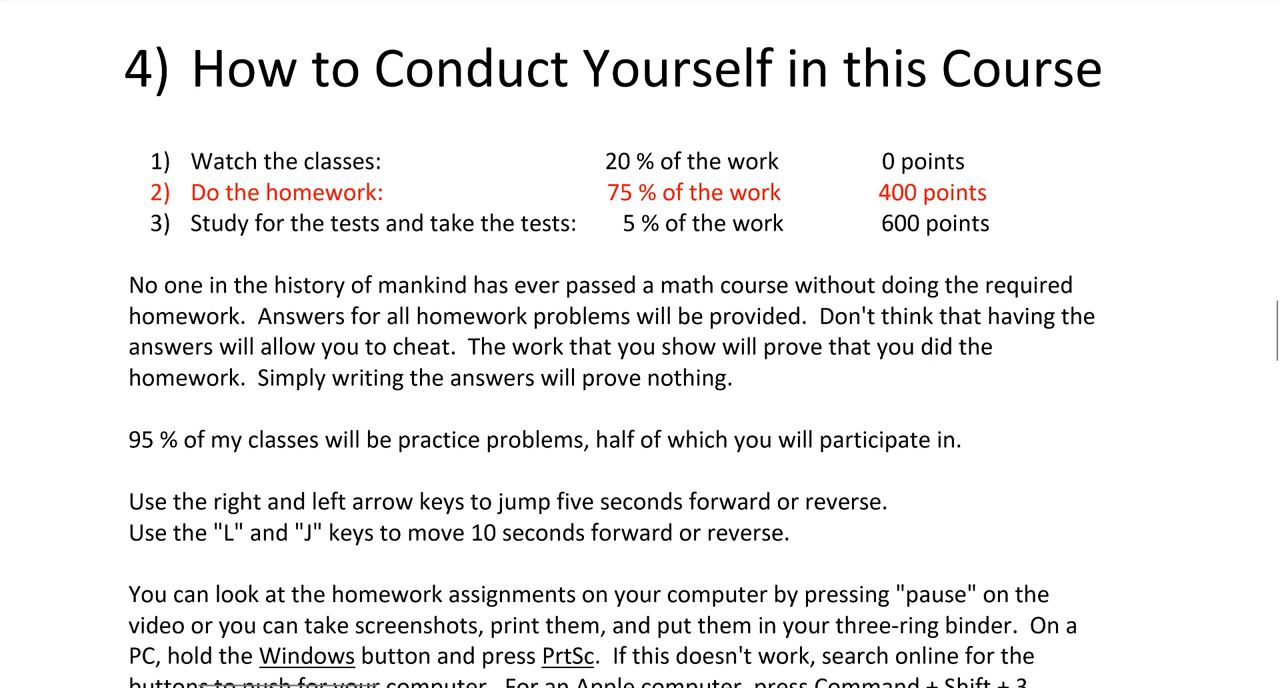 4) How to Conduct Yourself in this Course
1) Watch the classes: 20 % of the work 0 points
2) Do the homework: 75 % of the work 400 points
3) Study for the tests and take the tests: 5 % of the work 600 points
No one in the history of mankind has ever passed a math course without doing the required
homework. Answers for all homework problems will be provided. Don't think that having the
answers will allow you to cheat. The work that you show will prove that you did the
homework. Simply writing the answers will prove nothing.
95 % of my classes will be practice problems, half of which you will participate in.
Use the right and left arrow keys to jump five seconds forward or reverse.
Use the "L" and "J" keys to move 10 seconds forward or reverse.
You can look at the homework assignments on your computer by pressing "pause" on the
video or you can take screenshots, print them, and put them in your three-ring binder. On a
PC, hold the Windows button and press PrtSc. If this doesn't work, search online for the
buttons to push for your computer. For an Apple computer, press Command + Shift + 3